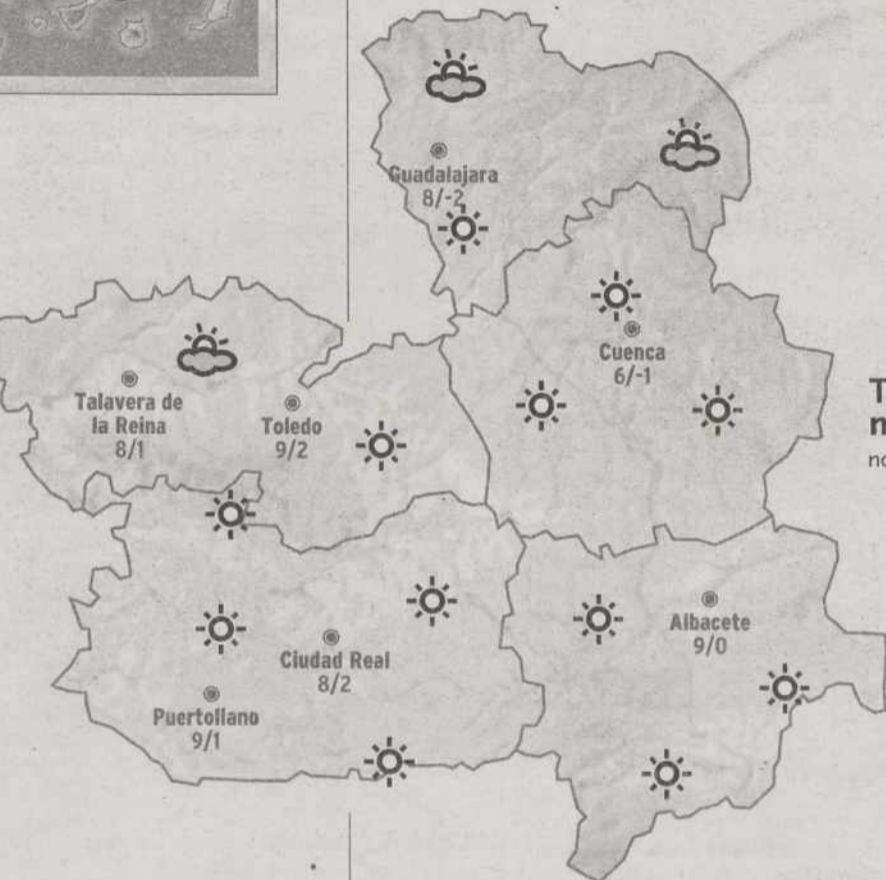 Guadalajara
8/-2
Cuenca
6/-1
Talavera de
la Reina
8/1
Toledo
9/2
Ciudad Real
8/2
Puertollano
9/1
Albacete
9/0